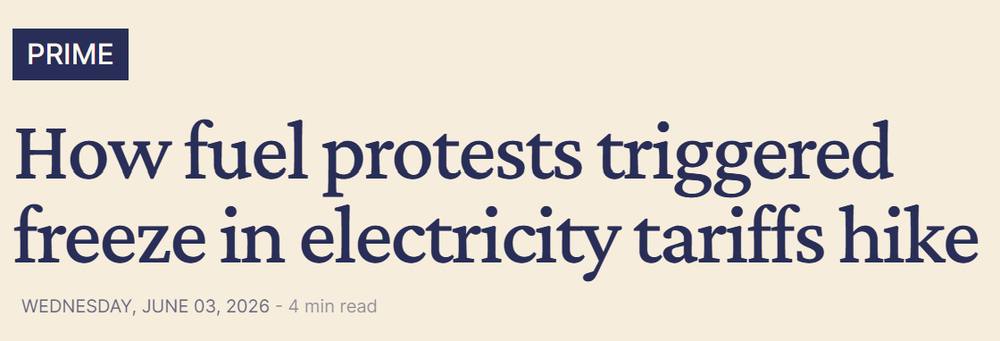 PRIME
How fuel protests triggered
freeze in electricity tariffs hike
WEDNESDAY, JUNE 03, 2026 - 4 min read